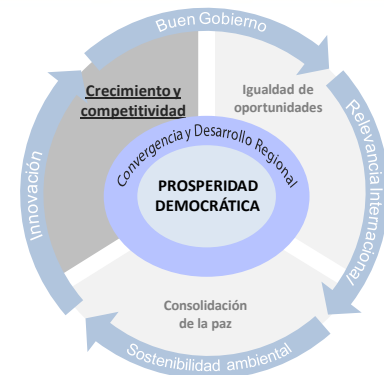 Buen Gobierno
Crecimiento y
competitividad
Igualdad de
oportunidades
Innovación
Relevancia Internacional
Convergencia y Desarrollo Regional
PROSPERIDAD
DEMOCRÁTICA
Consolidación
de la paz
Sostenibilidad ambiental